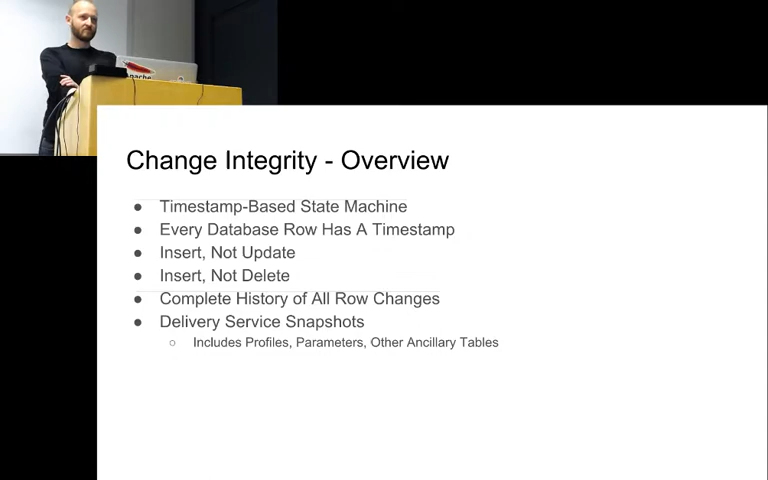 Apache
Change Integrity - Overview
● Timestamp-Based State Machine
● Every Database Row Has A Timestamp
● Insert, Not Update
● Insert, Not Delete
● Complete History of All Row Changes
● Delivery Service Snapshots
○ Includes Profiles, Parameters, Other Ancillary Tables